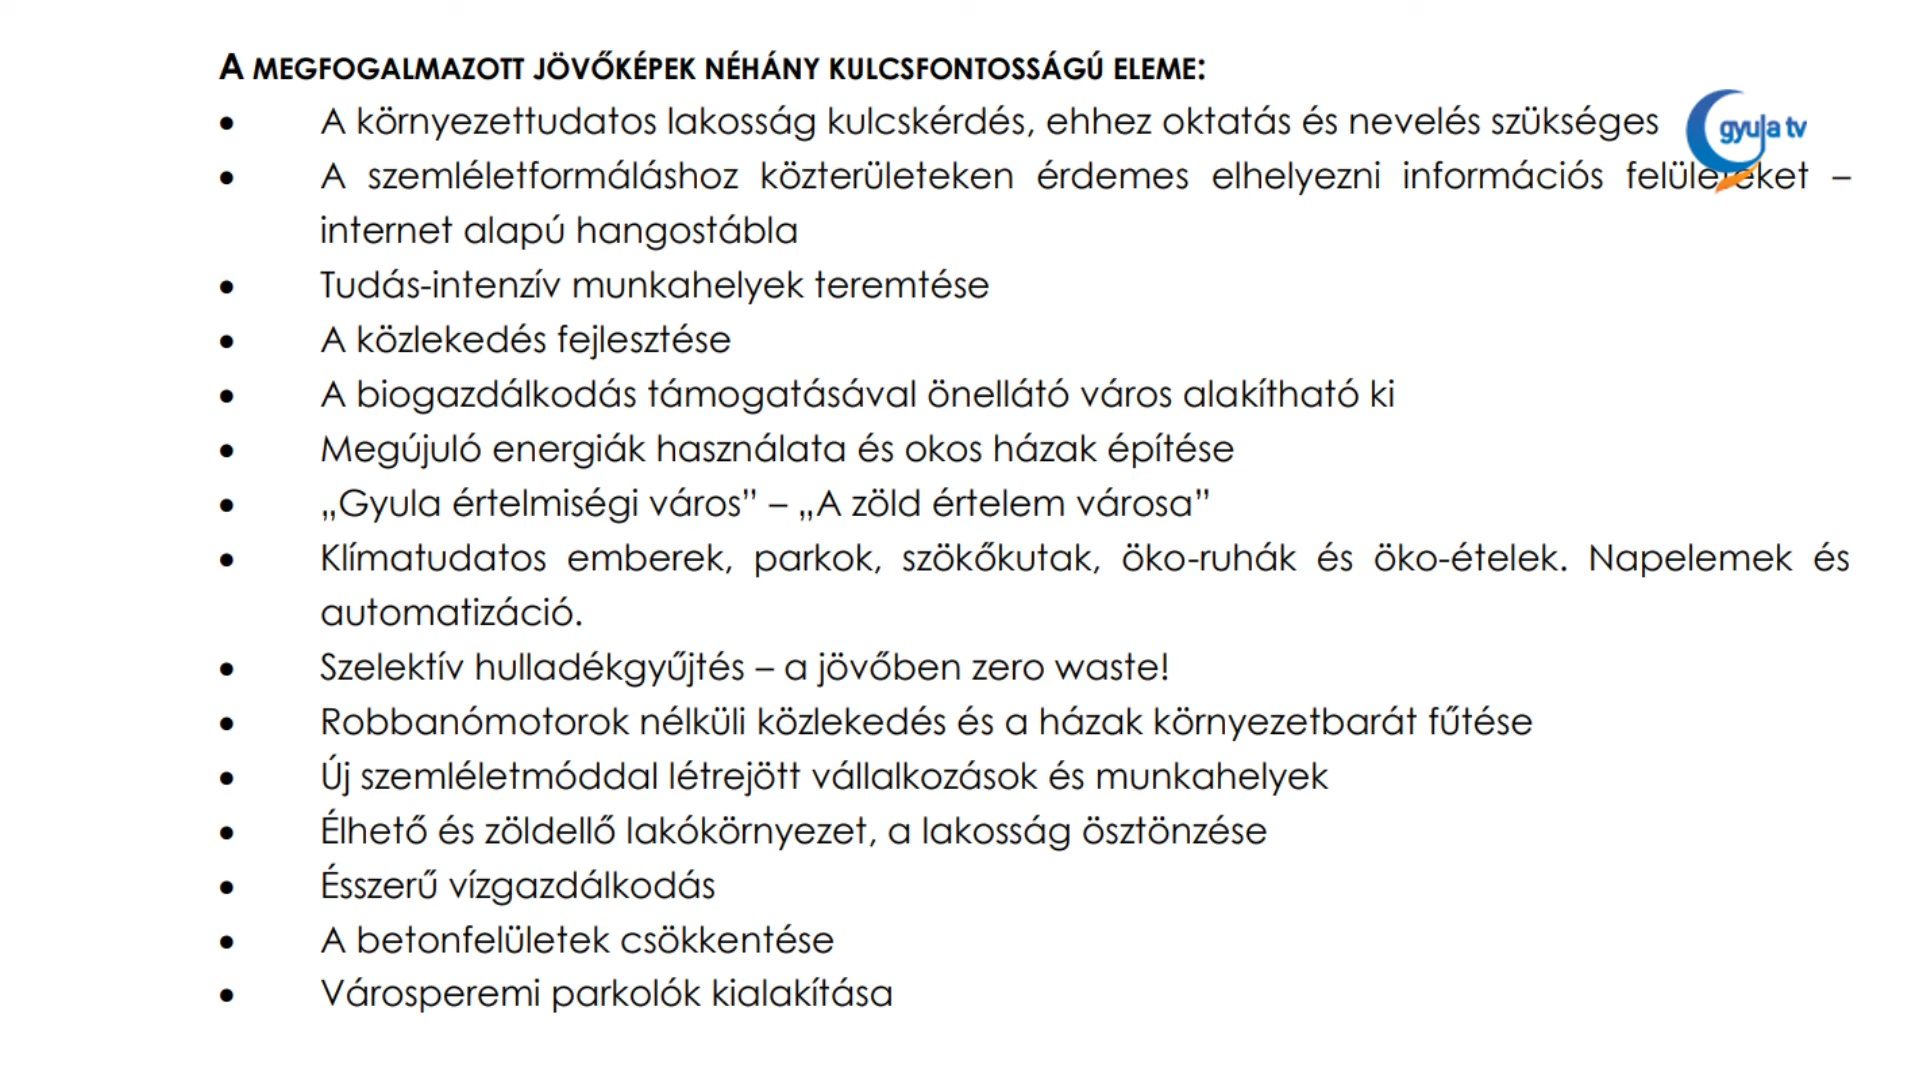 A MEGFOGALMAZOTT JÖVŐKÉPEK NÉHÁNY KULCSFONTOSSÁGÚ ELEME:
• A környezettudatos lakosság kulcskérdés, ehhez oktatás és nevelés szükséges
gyula tv
• A szemléletformáláshoz közterületeken érdemes elhelyezni információs felületeket –
internet alapú hangostábla
• Tudás-intenzív munkahelyek teremtése
• A közlekedés fejlesztése
• A biogazdálkodás támogatásával önellátó város alakítható ki
• Megújuló energiák használata és okos házak építése
• „Gyula értelmiségi város” – „A zöld értelem városa”
• Klímatudatos emberek, parkok, szökőkutak, öko-ruhák és öko-ételek. Napelemek és
automatizáció.
• Szelektív hulladékgyűjtés – a jövőben zero waste!
• Robbanómotorok nélküli közlekedés és a házak környezetbarát fűtése
• Új szemléletmóddal létrejött vállalkozások és munkahelyek
• Élhető és zöldellő lakókörnyezet, a lakosság ösztönzése
• Ésszerű vízgazdálkodás
• A betonfelületek csökkentése
• Városperemi parkolók kialakítása